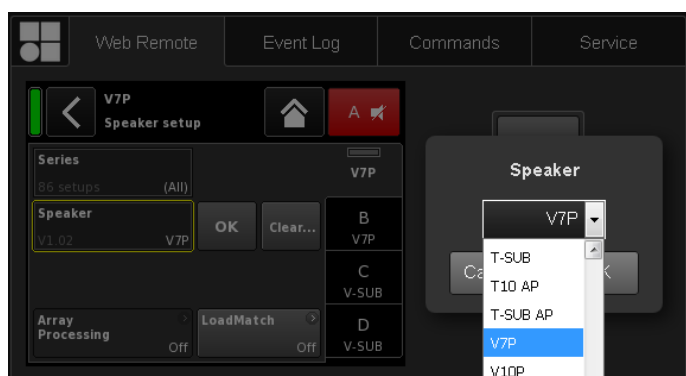 Web Remote
Event Log
Commands
Service
V7P
Speaker setup
A
Series
86 setups (All)
V7P
Speaker
V1.02 V7P
OK
Clear...
B
V7P
C
V-SUB
Array
Processing
Off
LoadMatch
Off
D
V-SUB
Speaker
V7P
T-SUB
T10 AP
T-SUB AP
V7P
V10P
Ca
K